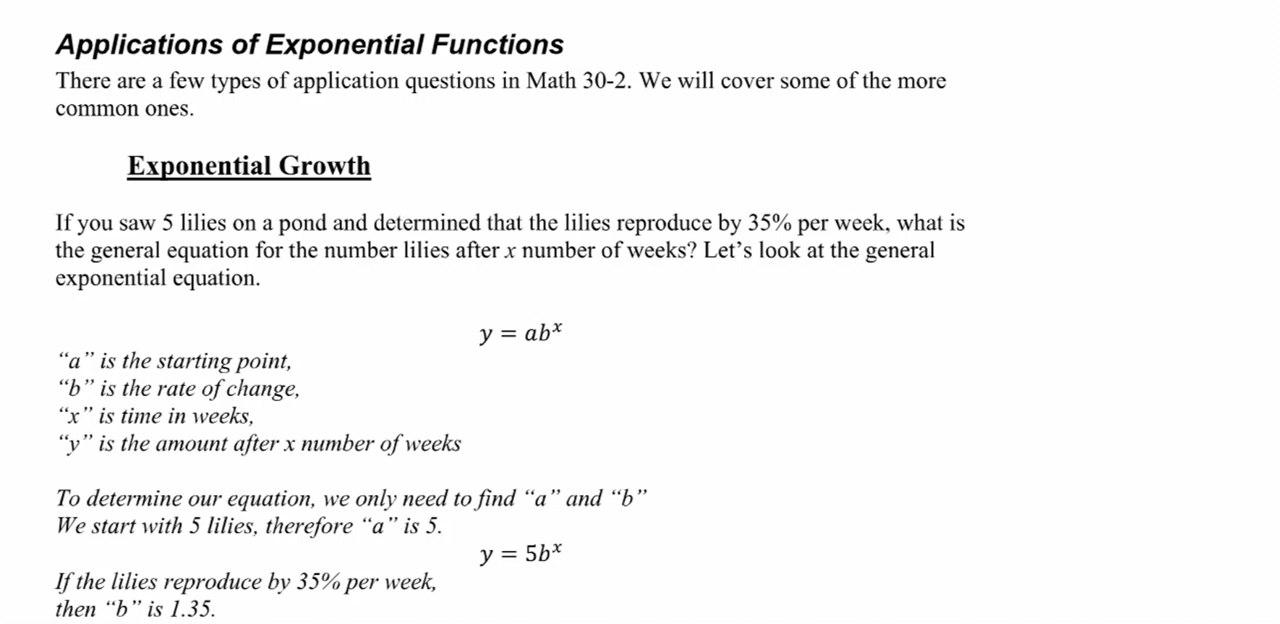 Applications of Exponential Functions
There are a few types of application questions in Math 30-2. We will cover some of the more
common ones.
Exponential Growth
If you saw 5 lilies on a pond and determined that the lilies reproduce by 35% per week, what is
the general equation for the number lilies after x number of weeks? Let’s look at the general
exponential equation.
y = abˣ
“a” is the starting point,
“b” is the rate of change,
“x” is time in weeks,
“y” is the amount after x number of weeks
To determine our equation, we only need to find “a” and “b”
We start with 5 lilies, therefore “a” is 5.
y = 5bˣ
If the lilies reproduce by 35% per week,
then “b” is 1.35.